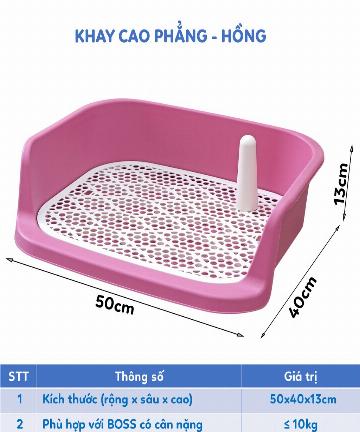 KHAY CAO PHẲNG - HỒNG
13cm
40cm
50cm
STT Thông số Giá trị
1 Kích thước (rộng x sâu x cao) 50x40x13cm
2 Phù hợp với BOSS có cân nặng ≤ 10kg